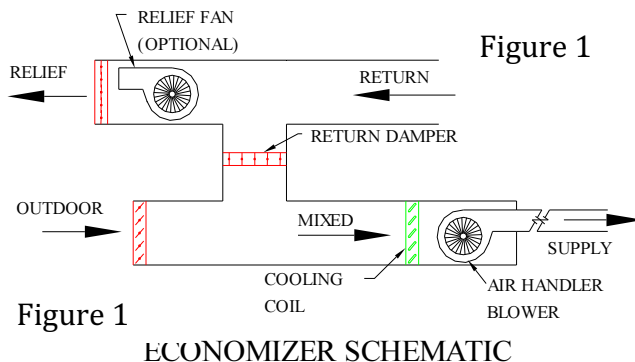 RELIEF FAN
(OPTIONAL)
Figure 1
RELIEF
RETURN
RETURN DAMPER
OUTDOOR
MIXED
SUPPLY
COOLING
COIL
AIR HANDLER
BLOWER
Figure 1
ECONOMIZER SCHEMATIC